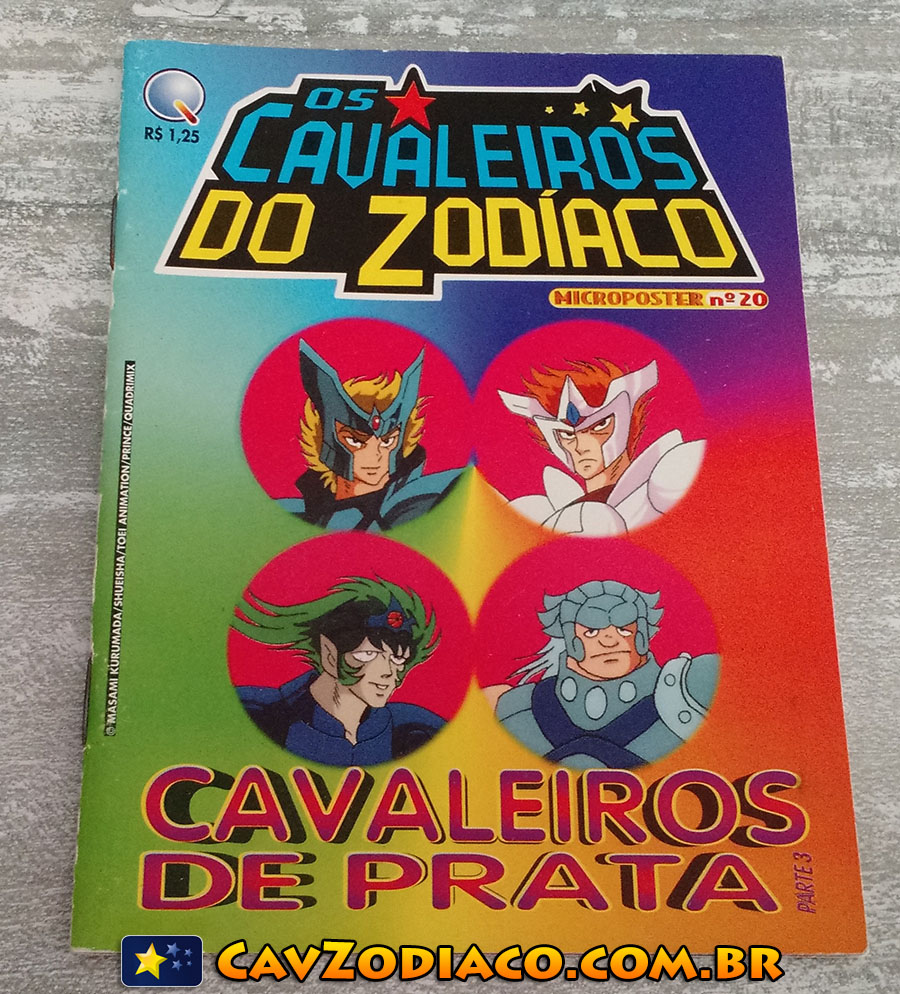 R$ 1,25
OS
CAVALEIROS
DO ZODÍACO
MICROPOSTER nº 20
© MASAMI KURUMADA/SHUEISHA/TOEI ANIMATION/PRINCE/QUADRIMIX
CAVALEIROS
DE PRATA
PARTE 3
CAVZODIACO.COM.BR